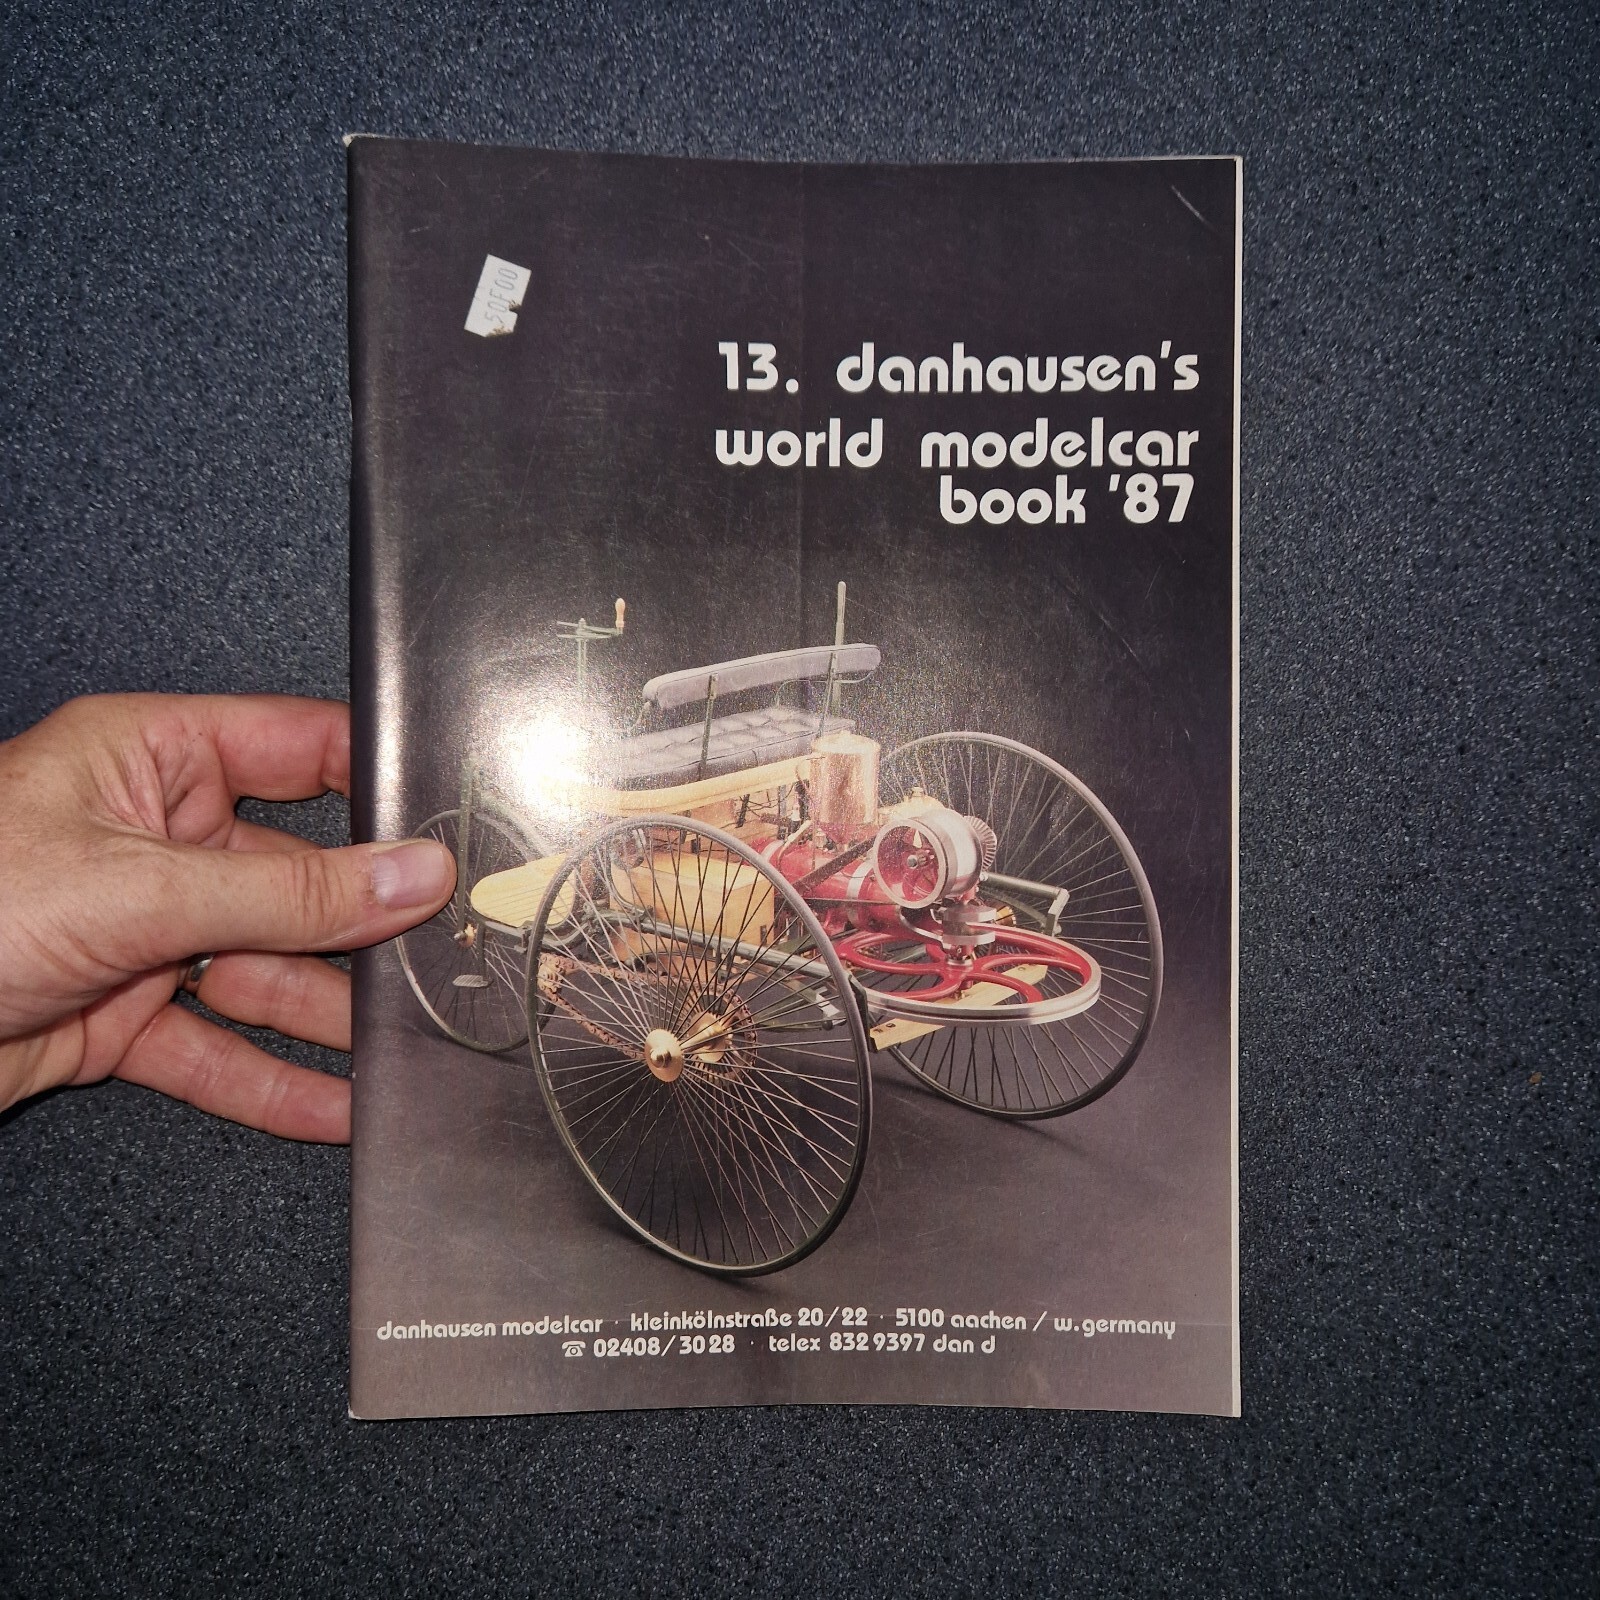 50F00
13. danhausen's
world modelcar
book '87
danhausen modelcar · kleinkölnstraße 20/22 · 5100 aachen / w. germany
☎ 02408/3028 · telex 832 9397 dan d